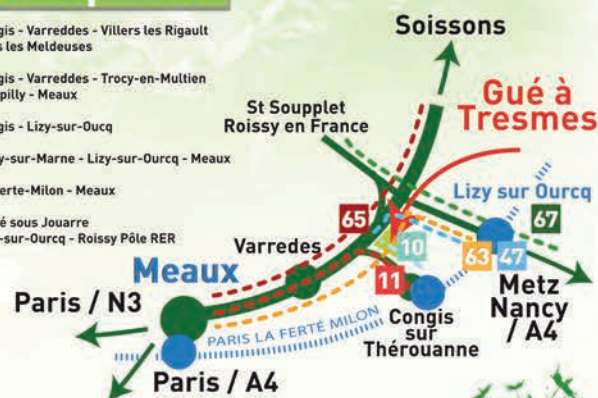 gis - Varreddes - Villers les Rigault
s les Meldeuses
gis - Varreddes - Trocy-en-Multien
pilly - Meaux
gis - Lizy-sur-Oucq
y-sur-Marne - Lizy-sur-Ourcq - Meaux
erte-Milon - Meaux
é sous Jouarre
-sur-Ourcq - Roissy Pôle RER
Soissons
Gué à
Tresmes
St Soupplet
Roissy en France
Lizy sur Ourcq
65
67
10
63
47
11
Varredes
Meaux
Metz
Nancy
/ A4
Paris / N3
Congis
sur
Thérouanne
PARIS LA FERTÉ MILON
Paris / A4